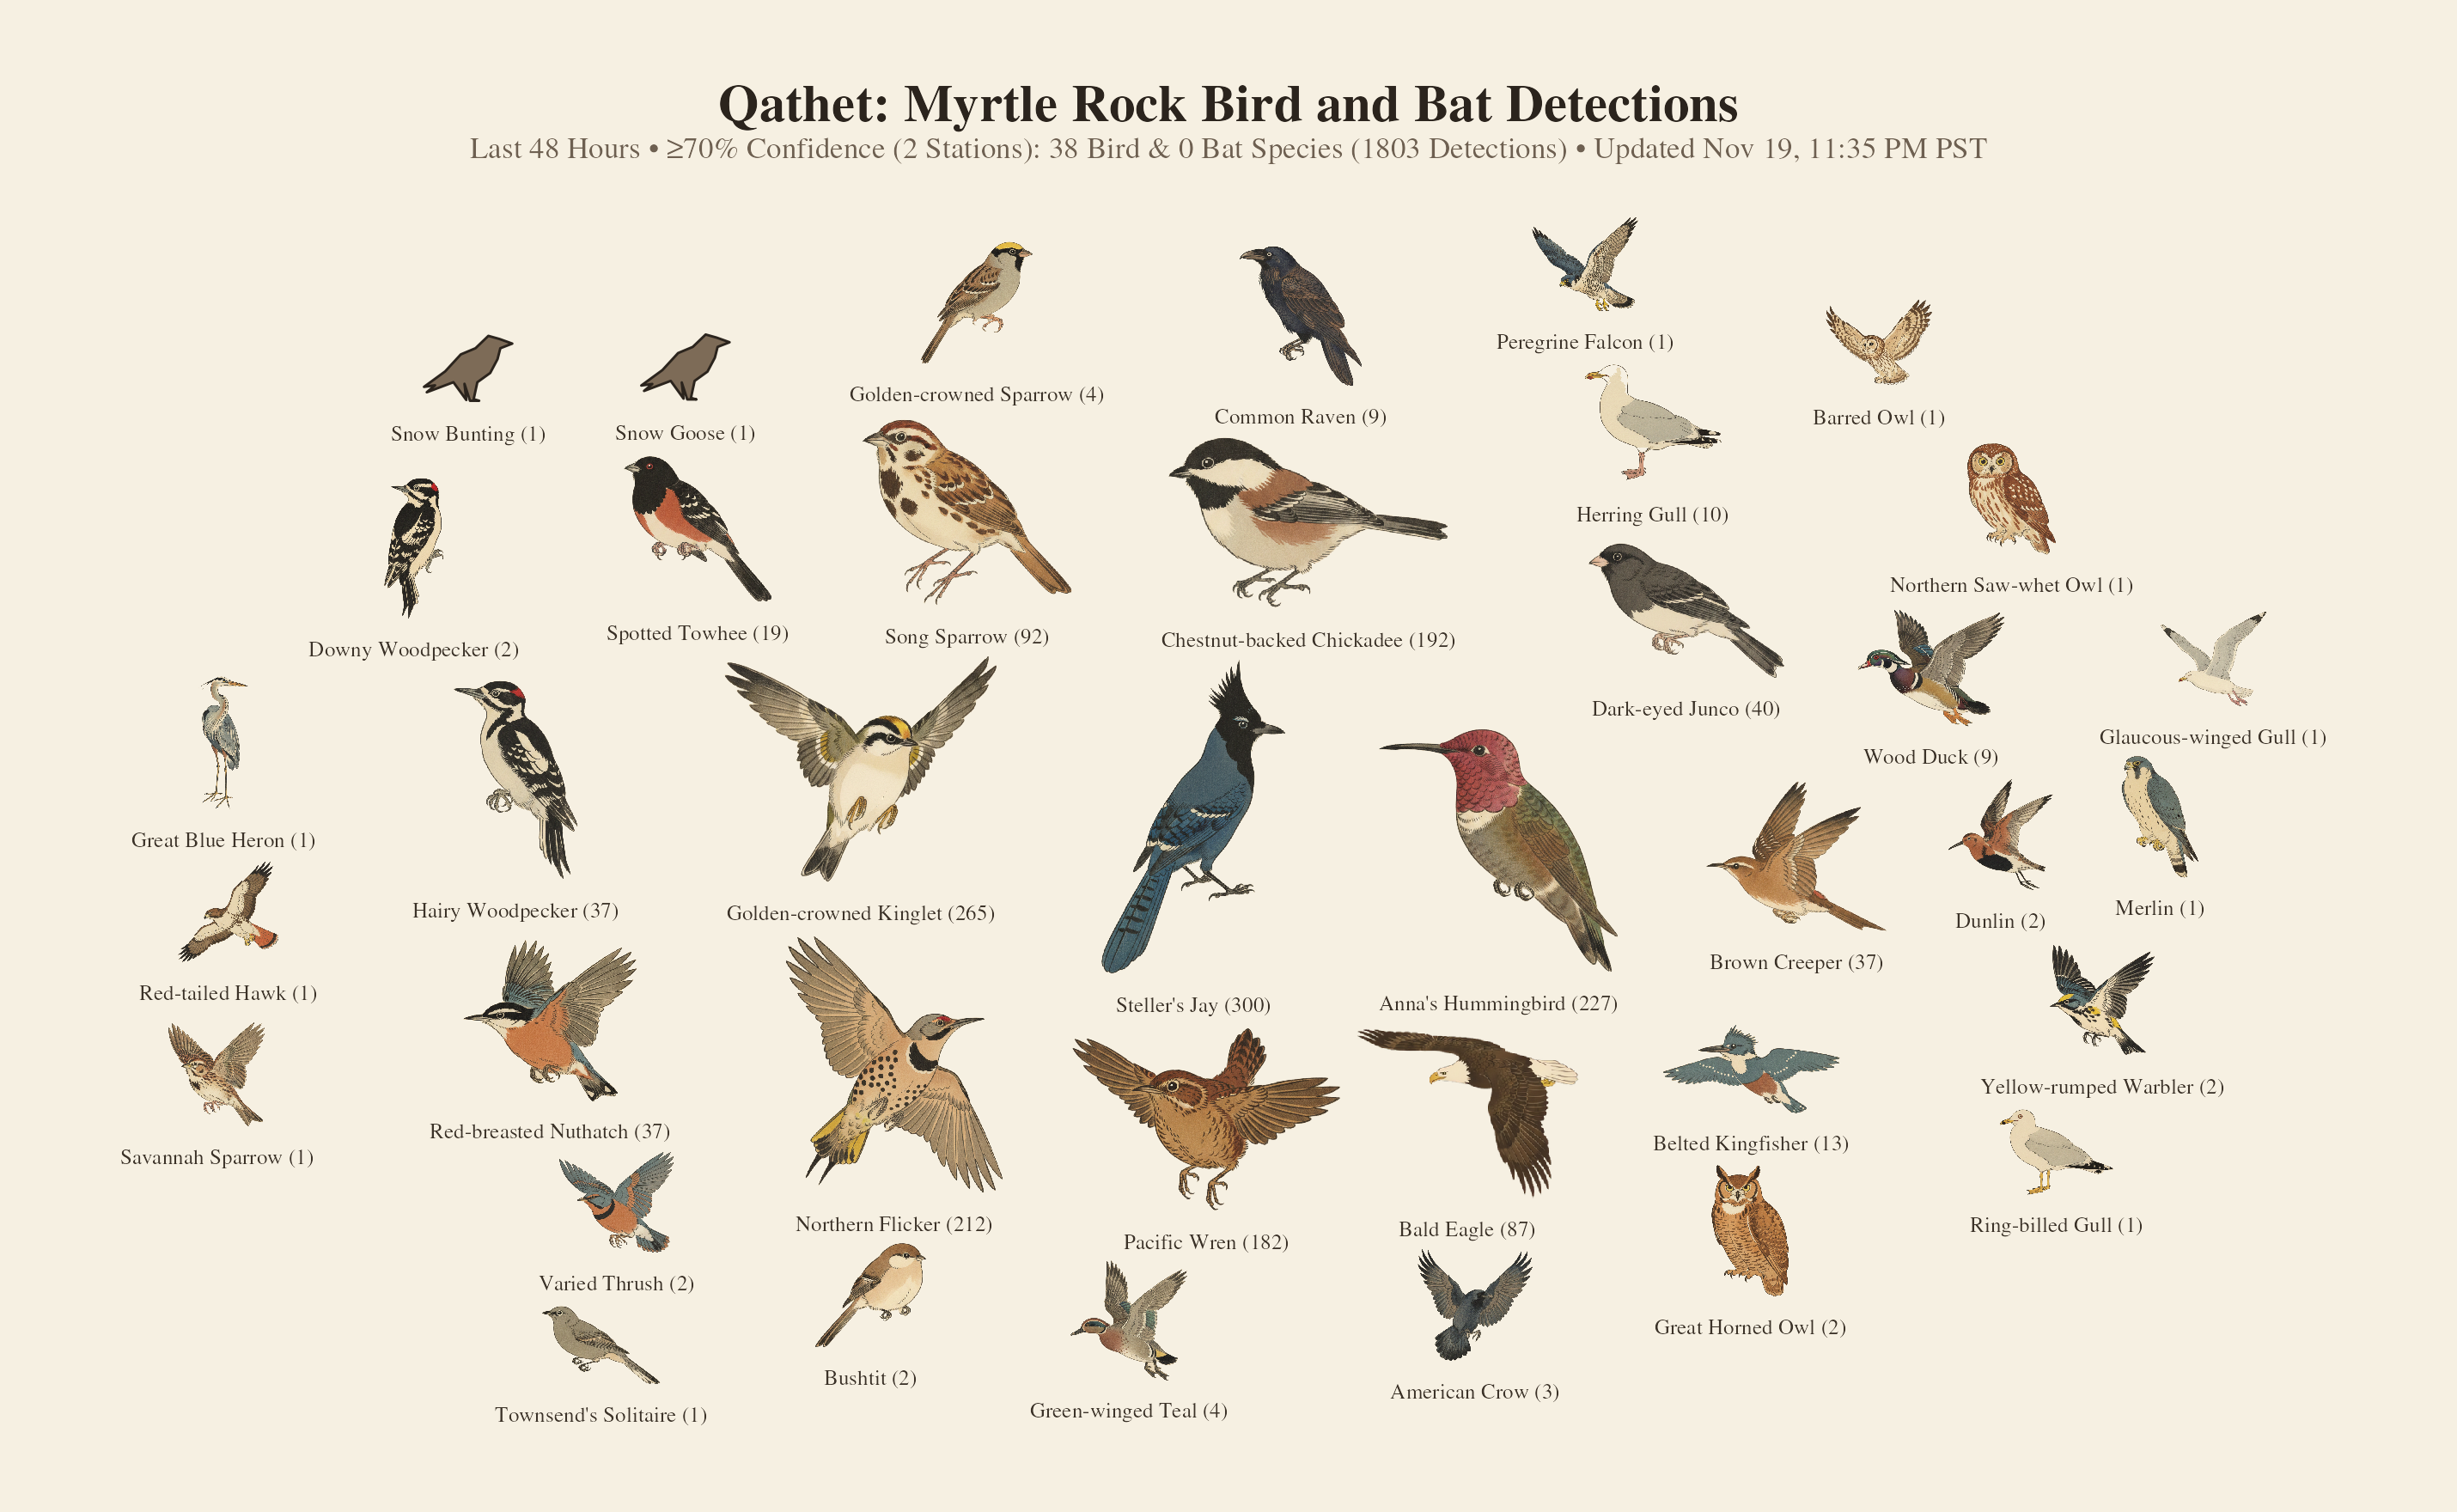 Qathet: Myrtle Rock Bird and Bat Detections
Last 48 Hours • ≥70% Confidence (2 Stations): 38 Bird & 0 Bat Species (1803 Detections) • Updated Nov 19, 11:35 PM PST
Peregrine Falcon (1)
Golden-crowned Sparrow (4)
Common Raven (9)
Barred Owl (1)
Snow Bunting (1)
Snow Goose (1)
Herring Gull (10)
Northern Saw-whet Owl (1)
Downy Woodpecker (2)
Spotted Towhee (19)
Song Sparrow (92)
Chestnut-backed Chickadee (192)
Dark-eyed Junco (40)
Wood Duck (9)
Glaucous-winged Gull (1)
Great Blue Heron (1)
Hairy Woodpecker (37)
Golden-crowned Kinglet (265)
Steller's Jay (300)
Anna's Hummingbird (227)
Brown Creeper (37)
Dunlin (2)
Merlin (1)
Red-tailed Hawk (1)
Red-breasted Nuthatch (37)
Northern Flicker (212)
Pacific Wren (182)
Bald Eagle (87)
Belted Kingfisher (13)
Yellow-rumped Warbler (2)
Savannah Sparrow (1)
Ring-billed Gull (1)
Varied Thrush (2)
Bushtit (2)
Great Horned Owl (2)
Townsend's Solitaire (1)
Green-winged Teal (4)
American Crow (3)